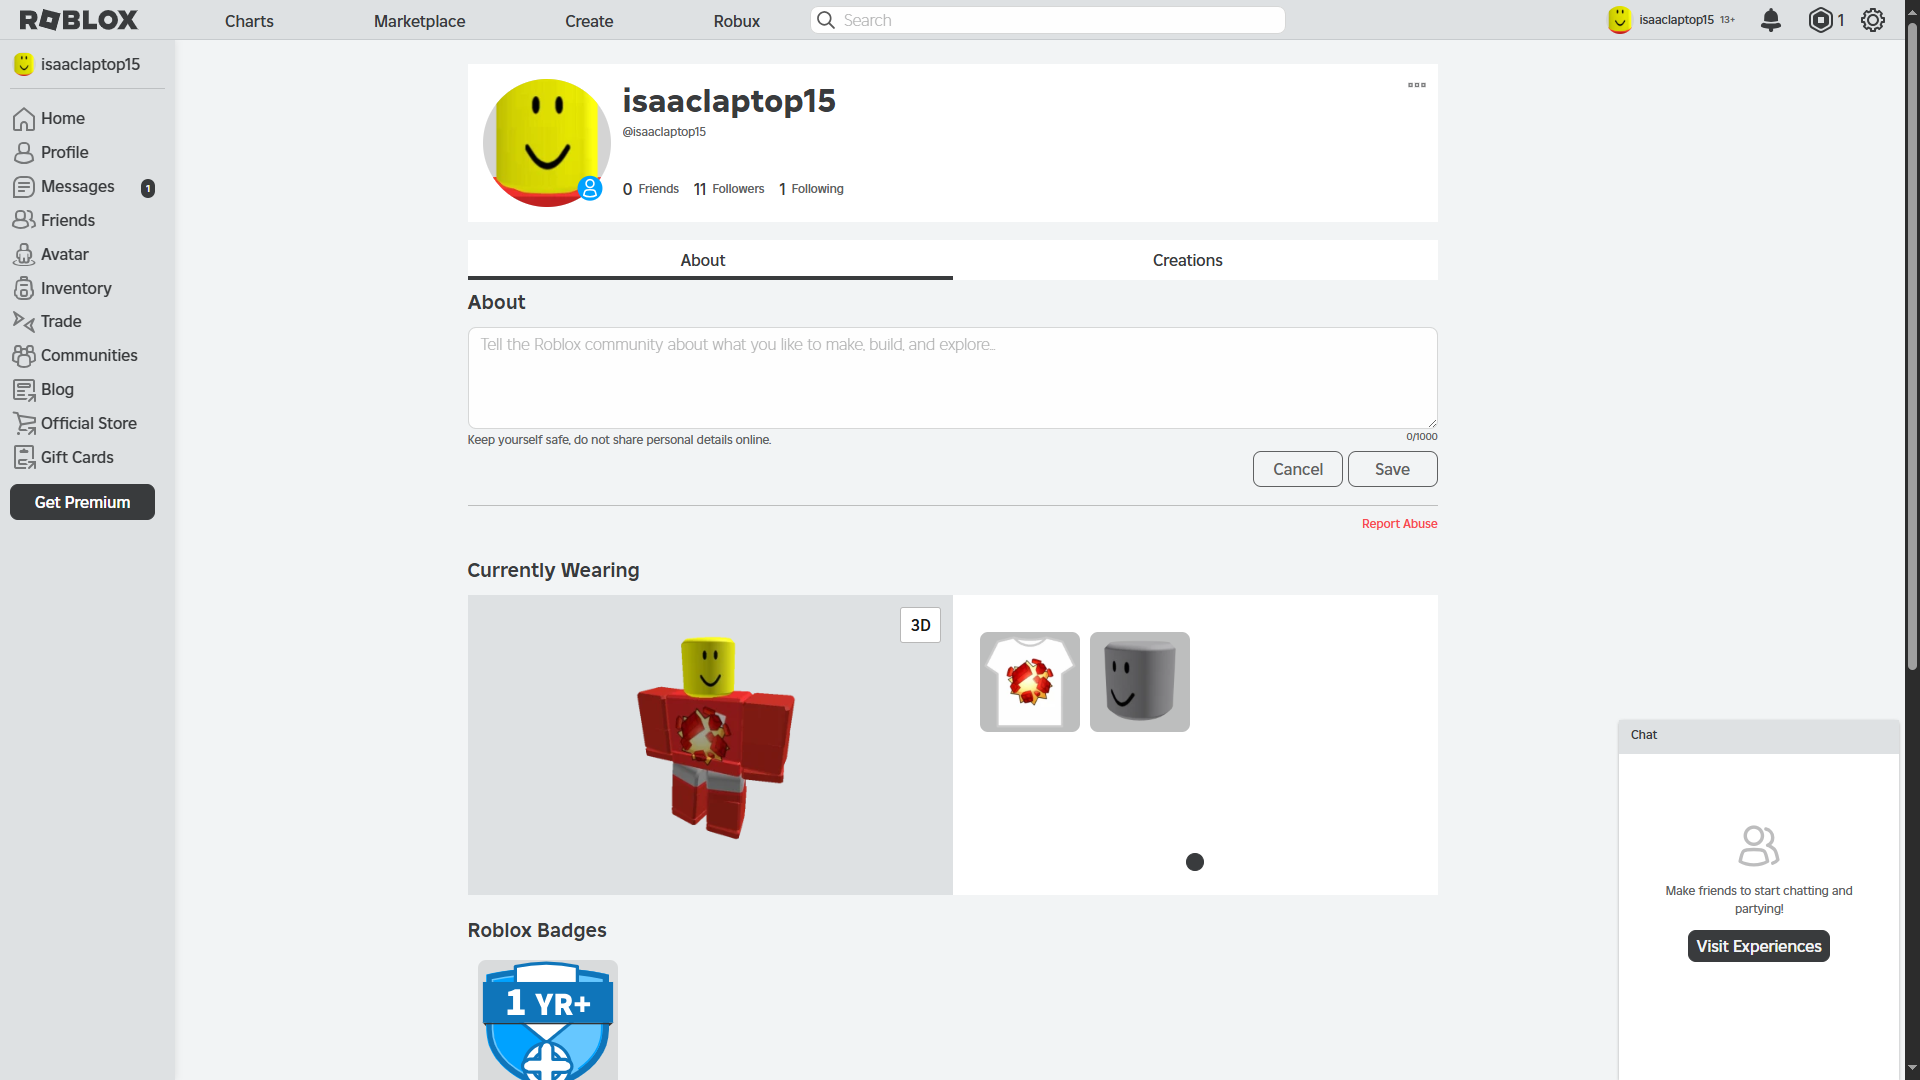 ROBLOX
Charts
Marketplace
Create
Robux
Search
isaaclaptop15 13+
1
isaaclaptop15
Home
Profile
Messages 1
Friends
Avatar
Inventory
Trade
Communities
Blog
Official Store
Gift Cards
Get Premium
isaaclaptop15
@isaaclaptop15
0 Friends 11 Followers 1 Following
About
Creations
About
Tell the Roblox community about what you like to make, build, and explore...
Keep yourself safe, do not share personal details online.
0/1000
Cancel
Save
Report Abuse
Currently Wearing
3D
Roblox Badges
1 YR+
Chat
Make friends to start chatting and
partying!
Visit Experiences